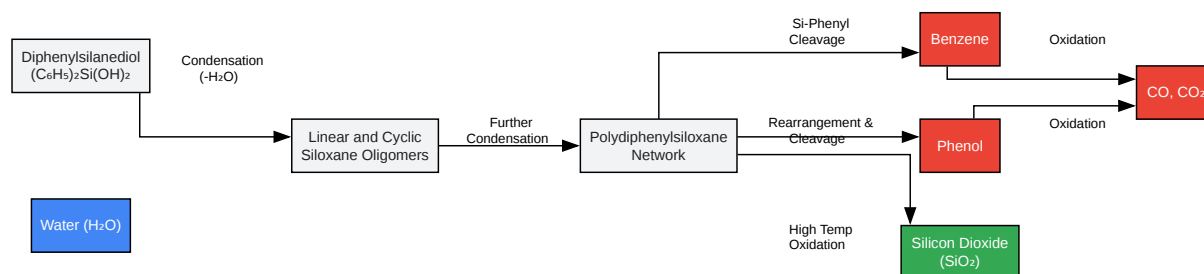 Diphenylsilanediol
(C₆H₅)₂Si(OH)₂
Condensation
(-H₂O)
Linear and Cyclic
Siloxane Oligomers
Further
Condensation
Polydiphenylsiloxane
Network
Si-Phenyl
Cleavage
Benzene
Oxidation
CO, CO₂
Rearrangement &
Cleavage
Phenol
Oxidation
Water (H₂O)
High Temp
Oxidation
Silicon Dioxide
(SiO₂)